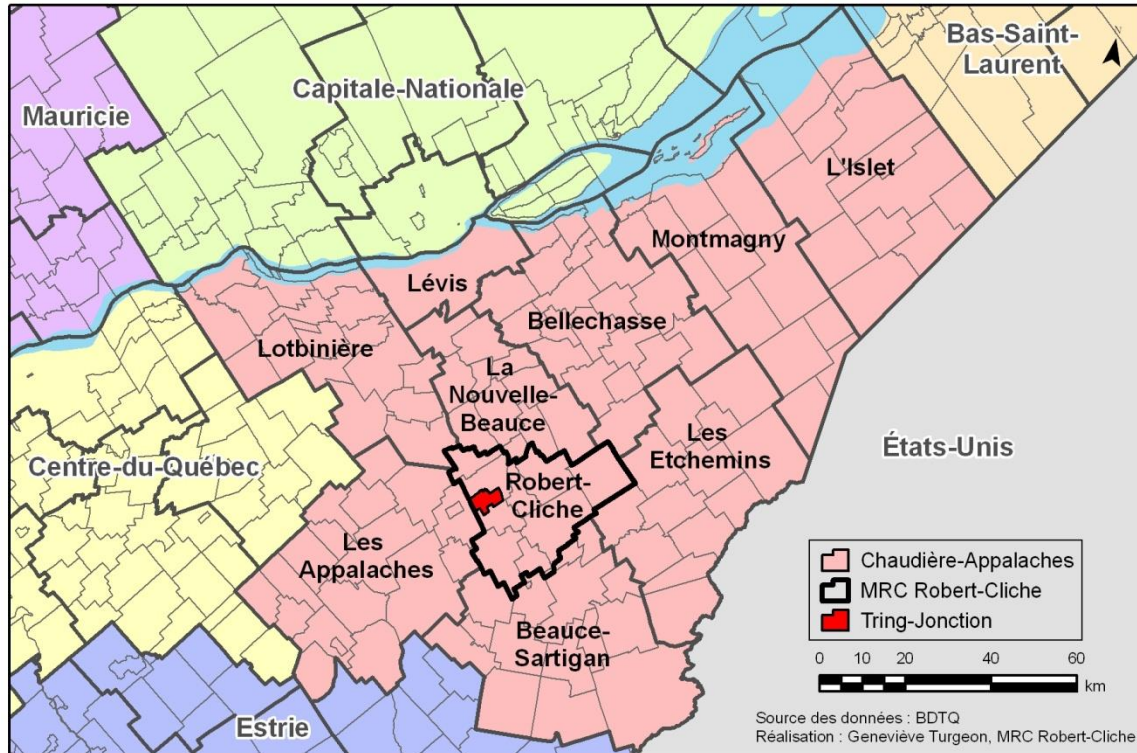 Bas-Saint-
Laurent
N
Capitale-Nationale
Mauricie
L'Islet
Montmagny
Lévis
Bellechasse
Lotbinière
La
Nouvelle-
Beauce
Les
Etchemins
États-Unis
Centre-du-Québec
Robert-
Cliche
Les
Appalaches
Beauce-
Sartigan
Estrie
Chaudière-Appalaches
MRC Robert-Cliche
Tring-Jonction
0 10 20 40 60
km
Source des données : BDTQ
Réalisation : Geneviève Turgeon, MRC Robert-Cliche